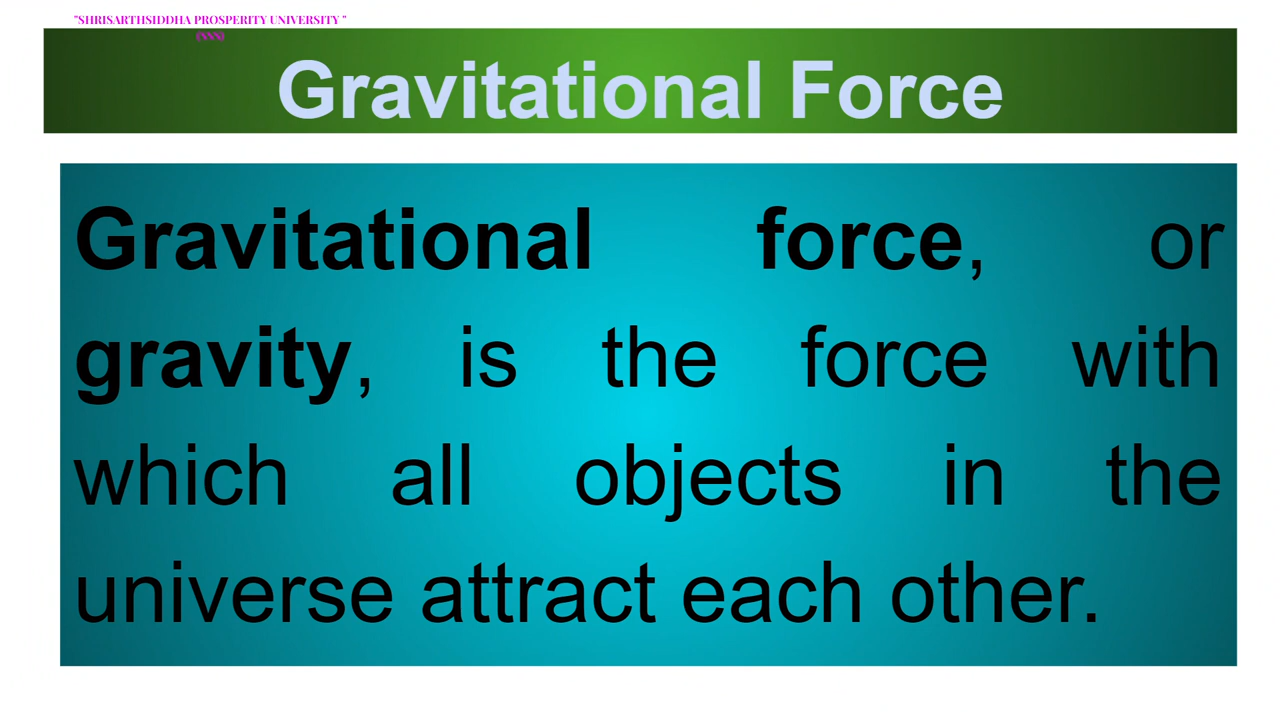 "SHRISARTHSIDDHA PROSPERITY UNIVERSITY "
Gravitational Force
Gravitational force, or
gravity, is the force with
which all objects in the
universe attract each other.